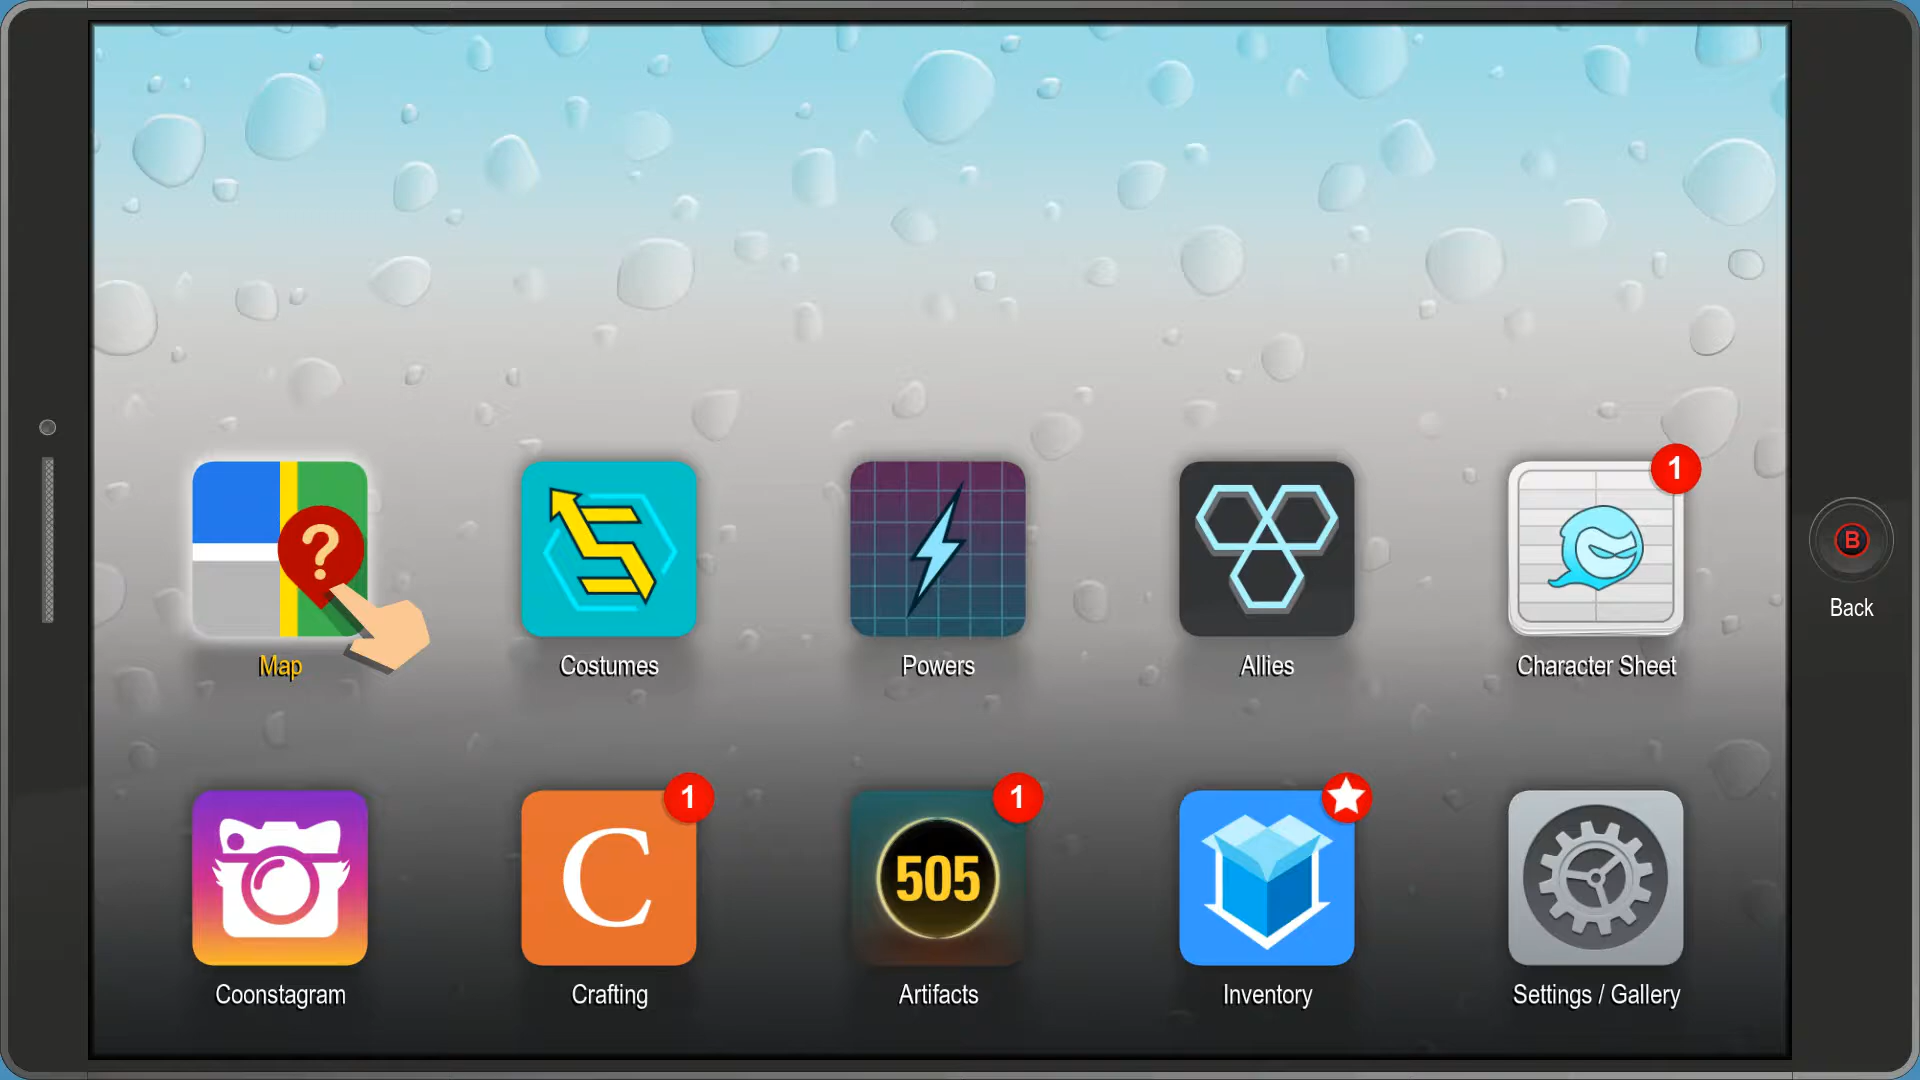 ?
1
Map
Costumes
Powers
Allies
Character Sheet
B
Back
1
1
C
505
Coonstagram
Crafting
Artifacts
Inventory
Settings / Gallery